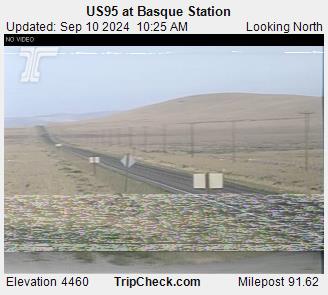 US95 at Basque Station
Updated: Sep 10 2024 10:25 AM
Looking North
NO VIDEO
Elevation 4460
TripCheck.com
Milepost 91.62